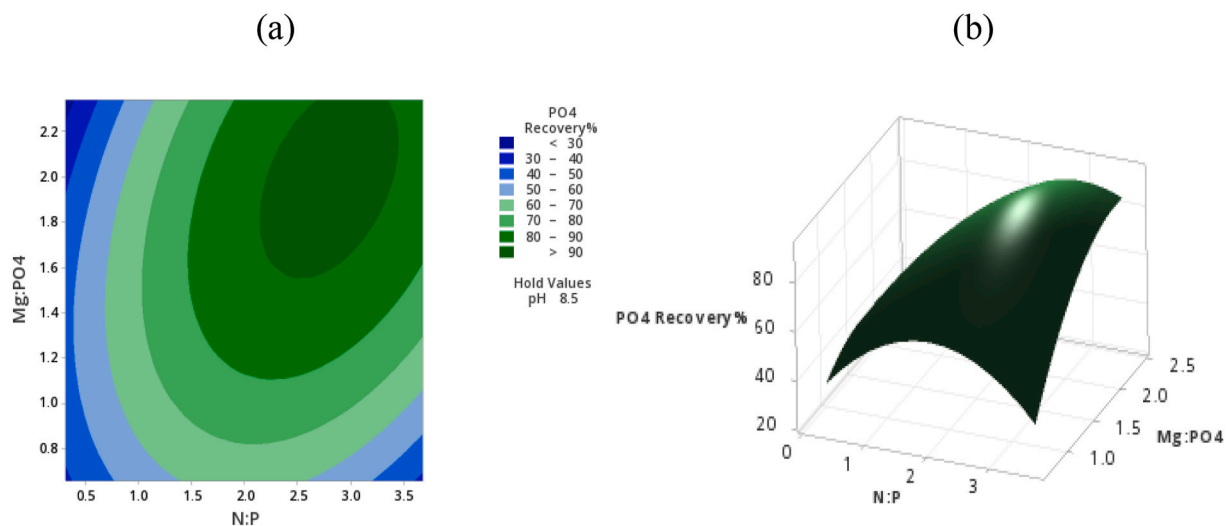 (a)
(b)
2.2
2.0
1.8
1.6
1.4
1.2
1.0
0.8
Mg:PO4
0.5 1.0 1.5 2.0 2.5 3.0 3.5
N:P
PO4
Recovery%
< 30
30 – 40
40 – 50
50 – 60
60 – 70
70 – 80
80 – 90
> 90
Hold Values
pH 8.5
80
60
40
20
PO4 Recovery%
0
1
2
3
N:P
1.0
1.5
2.0
2.5
Mg:PO4